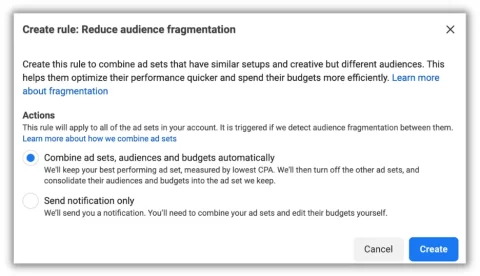 Create rule: Reduce audience fragmentation
Create this rule to combine ad sets that have similar setups and creative but different audiences. This
helps them optimize their performance quicker and spend their budgets more efficiently. Learn more
about fragmentation
Actions
This rule will apply to all of the ad sets in your account. It is triggered if we detect audience fragmentation between them.
Learn more about how we combine ad sets
Combine ad sets, audiences and budgets automatically
We'll keep your best performing ad set, measured by lowest CPA. We'll then turn off the other ad sets, and
consolidate their audiences and budgets into the ad set we keep.
Send notification only
We'll send you a notification. You'll need to combine your ad sets and edit their budgets yourself.
Cancel
Create